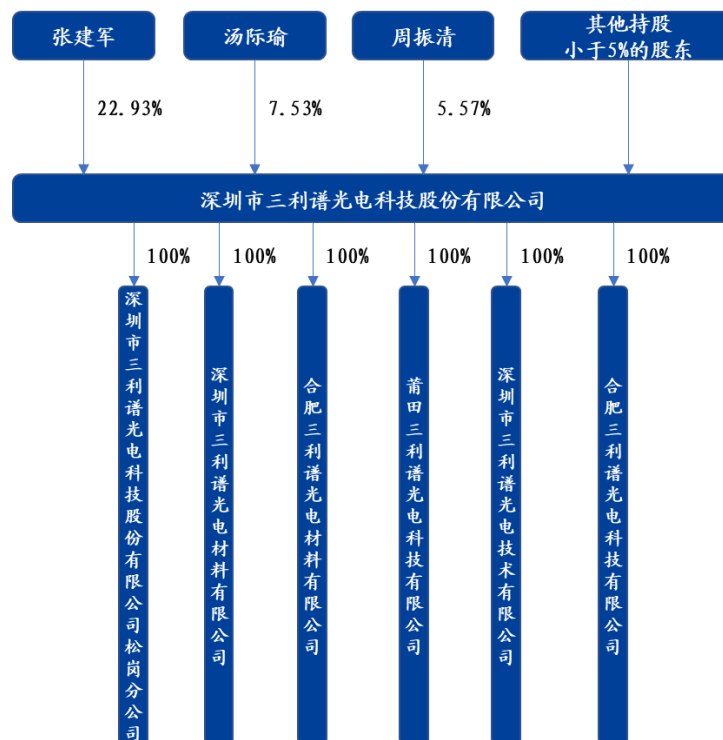 张建军
汤际瑜
周振清
其他持股
小于5%的股东
22.93%
7.53%
5.57%
深圳市三利谱光电科技股份有限公司
100%
100%
100%
100%
100%
100%
深圳市三利谱光电科技股份有限公司松岗分公司
深圳市三利谱光电材料有限公司
合肥三利谱光电材料有限公司
莆田三利谱光电科技有限公司
深圳市三利谱光电技术有限公司
合肥三利谱光电科技有限公司